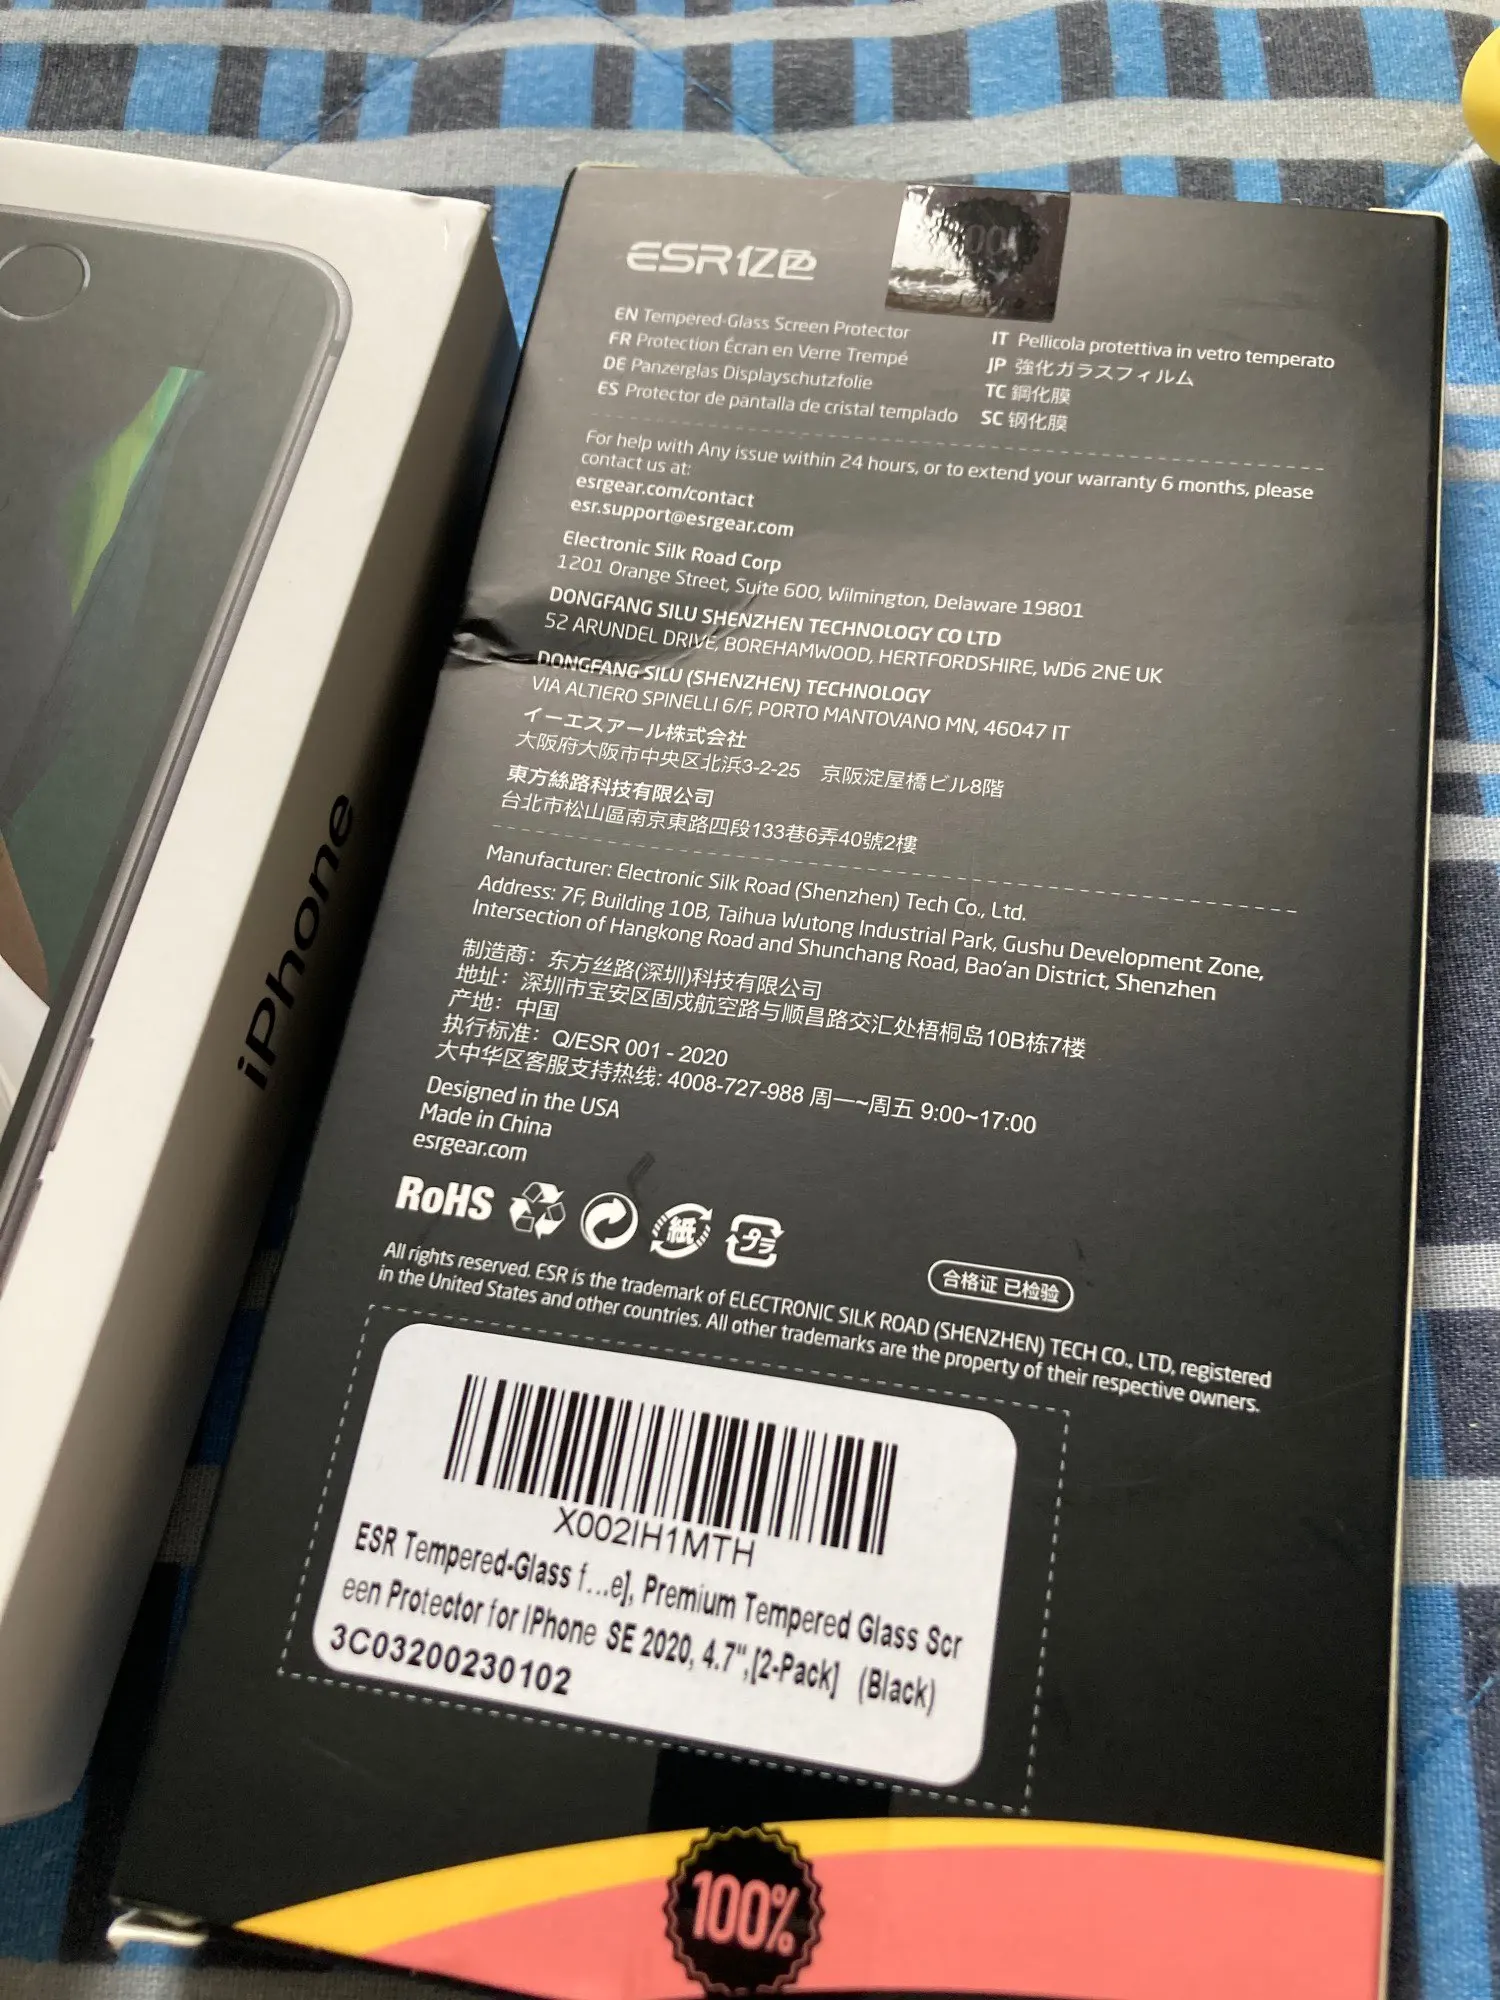 iPhone
ESR亿色
EN Tempered-Glass Screen Protector
FR Protection Écran en Verre Trempé
DE Panzerglas Displayschutzfolie
ES Protector de pantalla de cristal templado
IT Pellicola protettiva in vetro temperato
JP 強化ガラスフィルム
TC 鋼化膜
SC 钢化膜
For help with Any issue within 24 hours, or to extend your warranty 6 months, please
contact us at:
esrgear.com/contact
esr.support@esrgear.com
Electronic Silk Road Corp
1201 Orange Street, Suite 600, Wilmington, Delaware 19801
DONGFANG SILU SHENZHEN TECHNOLOGY CO LTD
52 ARUNDEL DRIVE, BOREHAMWOOD, HERTFORDSHIRE, WD6 2NE UK
DONGFANG SILU (SHENZHEN) TECHNOLOGY
VIA ALTIERO SPINELLI 6/F, PORTO MANTOVANO MN, 46047 IT
イーエスアール株式会社
大阪府大阪市中央区北浜3-2-25 京阪淀屋橋ビル8階
東方絲路科技有限公司
台北市松山區南京東路四段133巷6弄40號2樓
Manufacturer: Electronic Silk Road (Shenzhen) Tech Co., Ltd.
Address: 7F, Building 10B, Taihua Wutong Industrial Park, Gushu Development Zone,
Intersection of Hangkong Road and Shunchang Road, Bao'an District, Shenzhen
制造商：东方丝路(深圳)科技有限公司
地址：深圳市宝安区固戍航空路与顺昌路交汇处梧桐岛10B栋7楼
产地：中国
执行标准：Q/ESR 001 - 2020
大中华区客服支持热线: 4008-727-988 周一~周五 9:00~17:00
Designed in the USA
Made in China
esrgear.com
RoHS
紙
プラ
合格证 已检验
All rights reserved. ESR is the trademark of ELECTRONIC SILK ROAD (SHENZHEN) TECH CO., LTD, registered
in the United States and other countries. All other trademarks are the property of their respective owners.
X002IH1MTH
ESR Tempered-Glass f...e], Premium Tempered Glass Scr
een Protector for iPhone SE 2020, 4.7",[2-Pack] (Black)
3C03200230102
100%